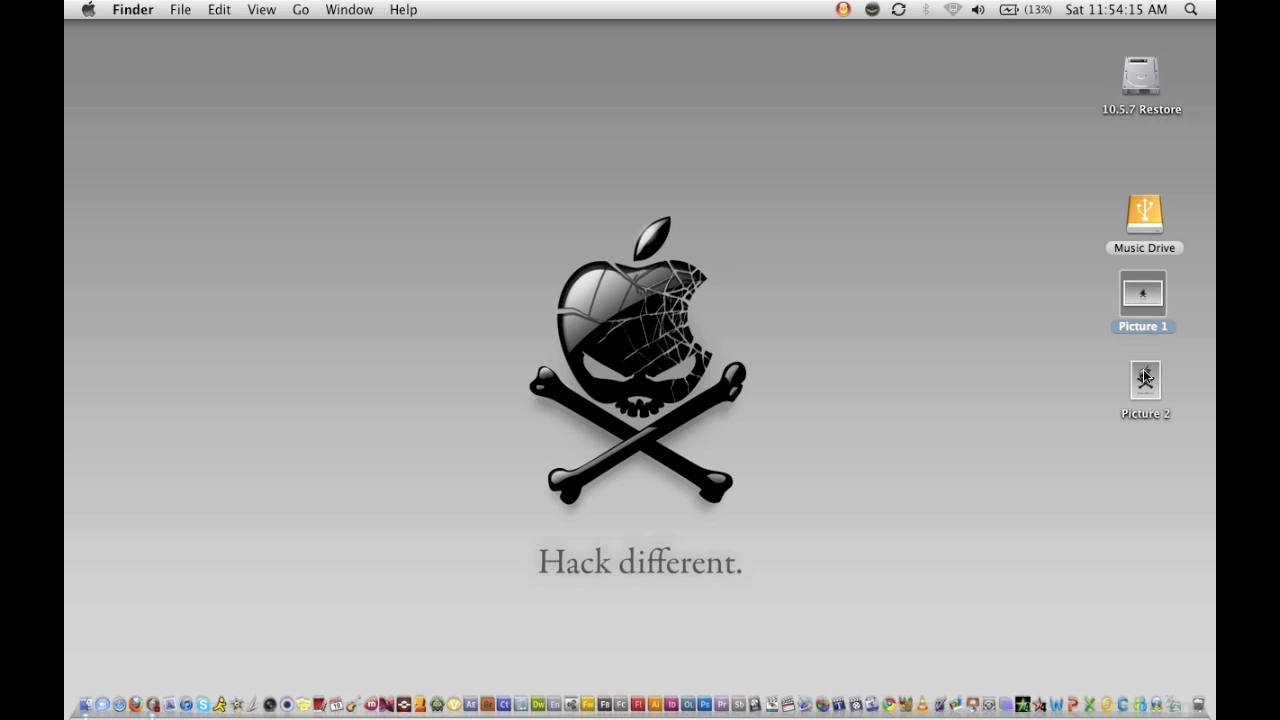 Finder File Edit View Go Window Help (13%) Sat 11:54:15 AM
10.5.7 Restore
Music Drive
Picture 1
Picture 2
Hack different.